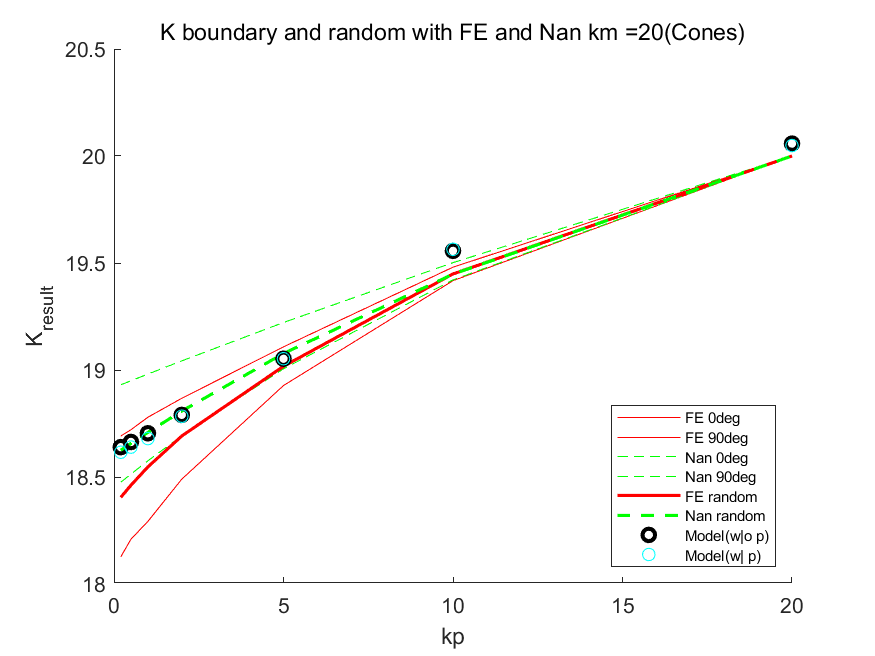 K boundary and random with FE and Nan km =20(Cones)
20.5
20
19.5
19
18.5
18
K_result
0
5
10
15
20
kp
FE 0deg
FE 90deg
Nan 0deg
Nan 90deg
FE random
Nan random
Model(w|o p)
Model(w| p)